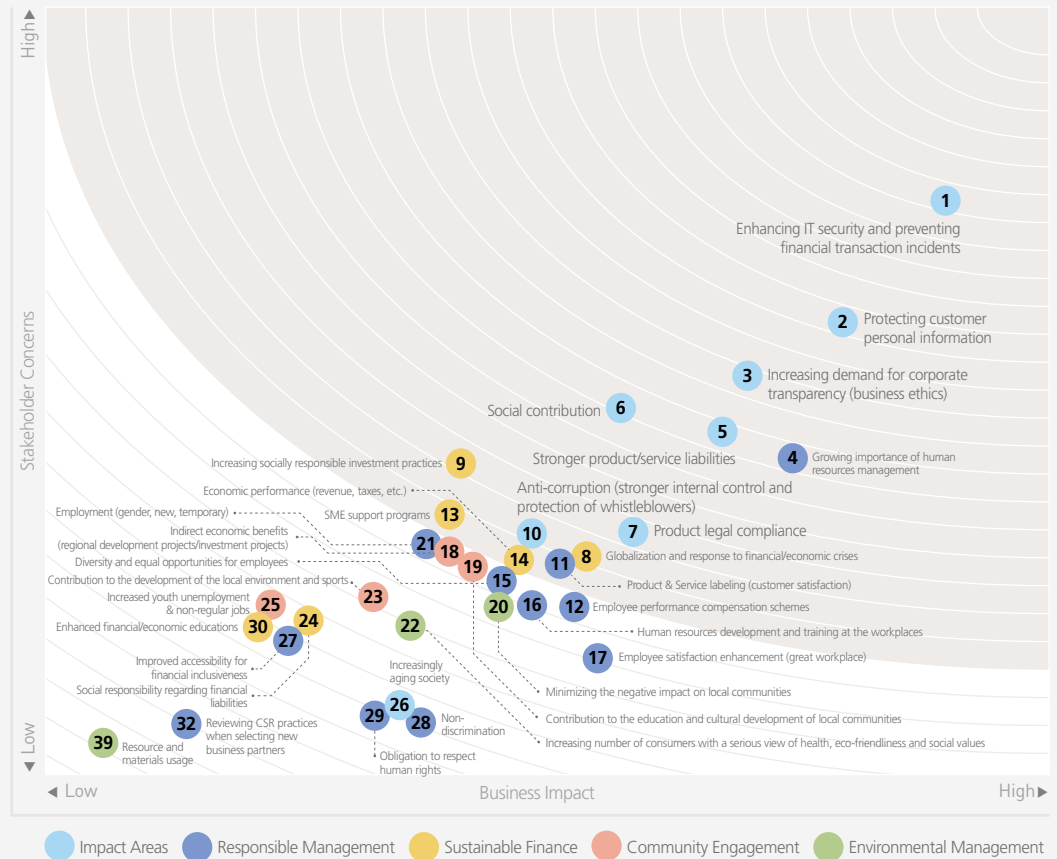 High
Stakeholder Concerns
Low
1
Enhancing IT security and preventing
financial transaction incidents
2
Protecting customer
personal information
3
Increasing demand for corporate
transparency (business ethics)
Social contribution
6
5
Stronger product/service liabilities
4
Growing importance of human
resources management
Increasing socially responsible investment practices
9
Economic performance (revenue, taxes, etc.)
Anti-corruption (stronger internal control and
protection of whistleblowers)
Employment (gender, new, temporary)
SME support programs
13
10
7
Product legal compliance
Indirect economic benefits
(regional development projects/investment projects)
21
18
14
11
8
Globalization and response to financial/economic crises
Diversity and equal opportunities for employees
19
15
Product & Service labeling (customer satisfaction)
Contribution to the development of the local environment and sports
23
20
16
12
Employee performance compensation schemes
Increased youth unemployment
& non-regular jobs
25
Enhanced financial/economic educations
30
24
22
27
Human resources development and training at the workplaces
17
Employee satisfaction enhancement (great workplace)
Improved accessibility for
financial inclusiveness
Increasingly
aging society
Social responsibility regarding financial
liabilities
Minimizing the negative impact on local communities
32
Reviewing CSR practices
when selecting new
business partners
29
26
28
Non-
discrimination
Contribution to the education and cultural development of local communities
39
Resource and
materials usage
Increasing number of consumers with a serious view of health, eco-friendliness and social values
Obligation to respect
human rights
Low
Business Impact
High
Impact Areas
Responsible Management
Sustainable Finance
Community Engagement
Environmental Management